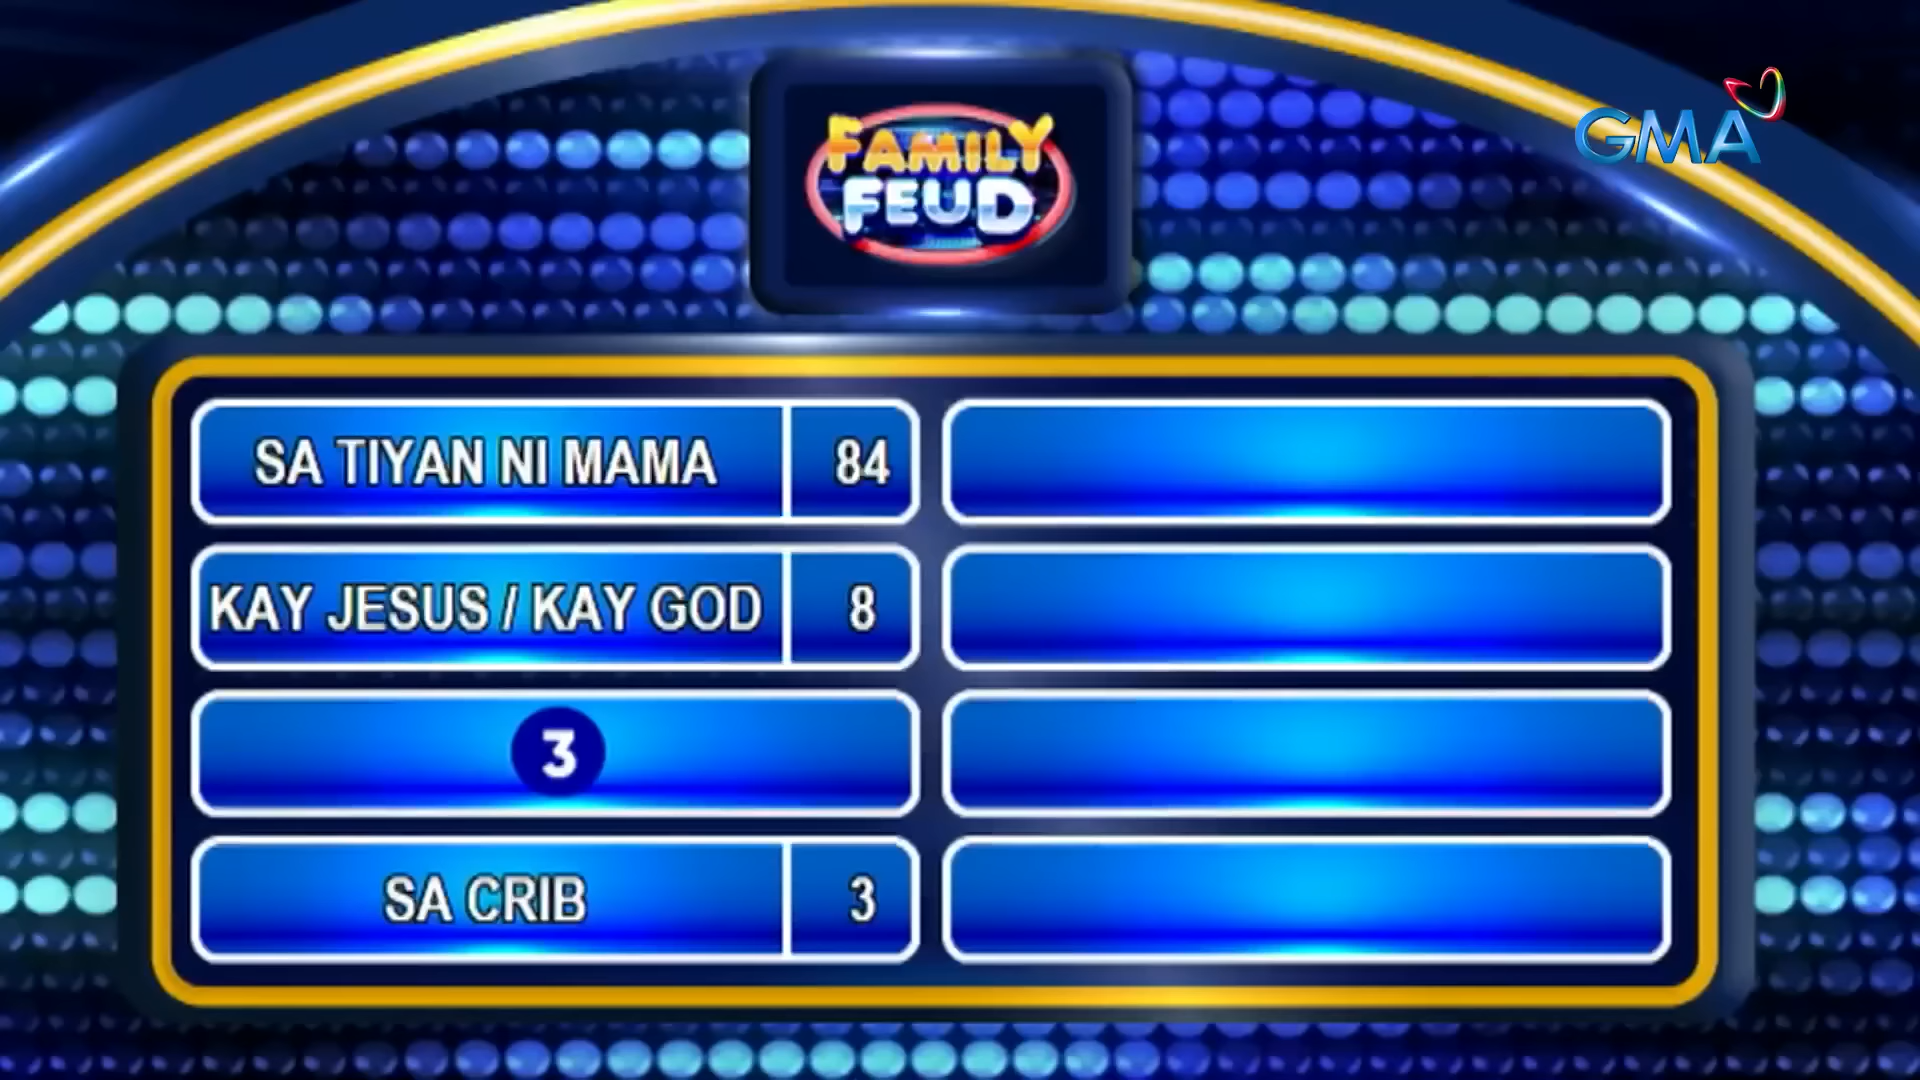 FAMILY
FEUD
GMA
SA TIYAN NI MAMA 84
KAY JESUS / KAY GOD 8
3
SA CRIB 3